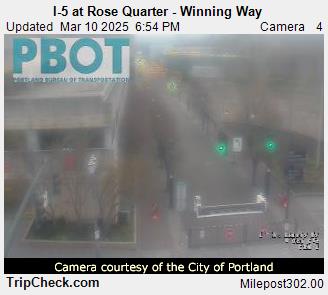 I-5 at Rose Quarter - Winning Way
Updated Mar 10 2025 6:54 PM Camera 4
PBOT
PORTLAND BUREAU OF TRANSPORTATION
Camera courtesy of the City of Portland
TripCheck.com Milepost302.00